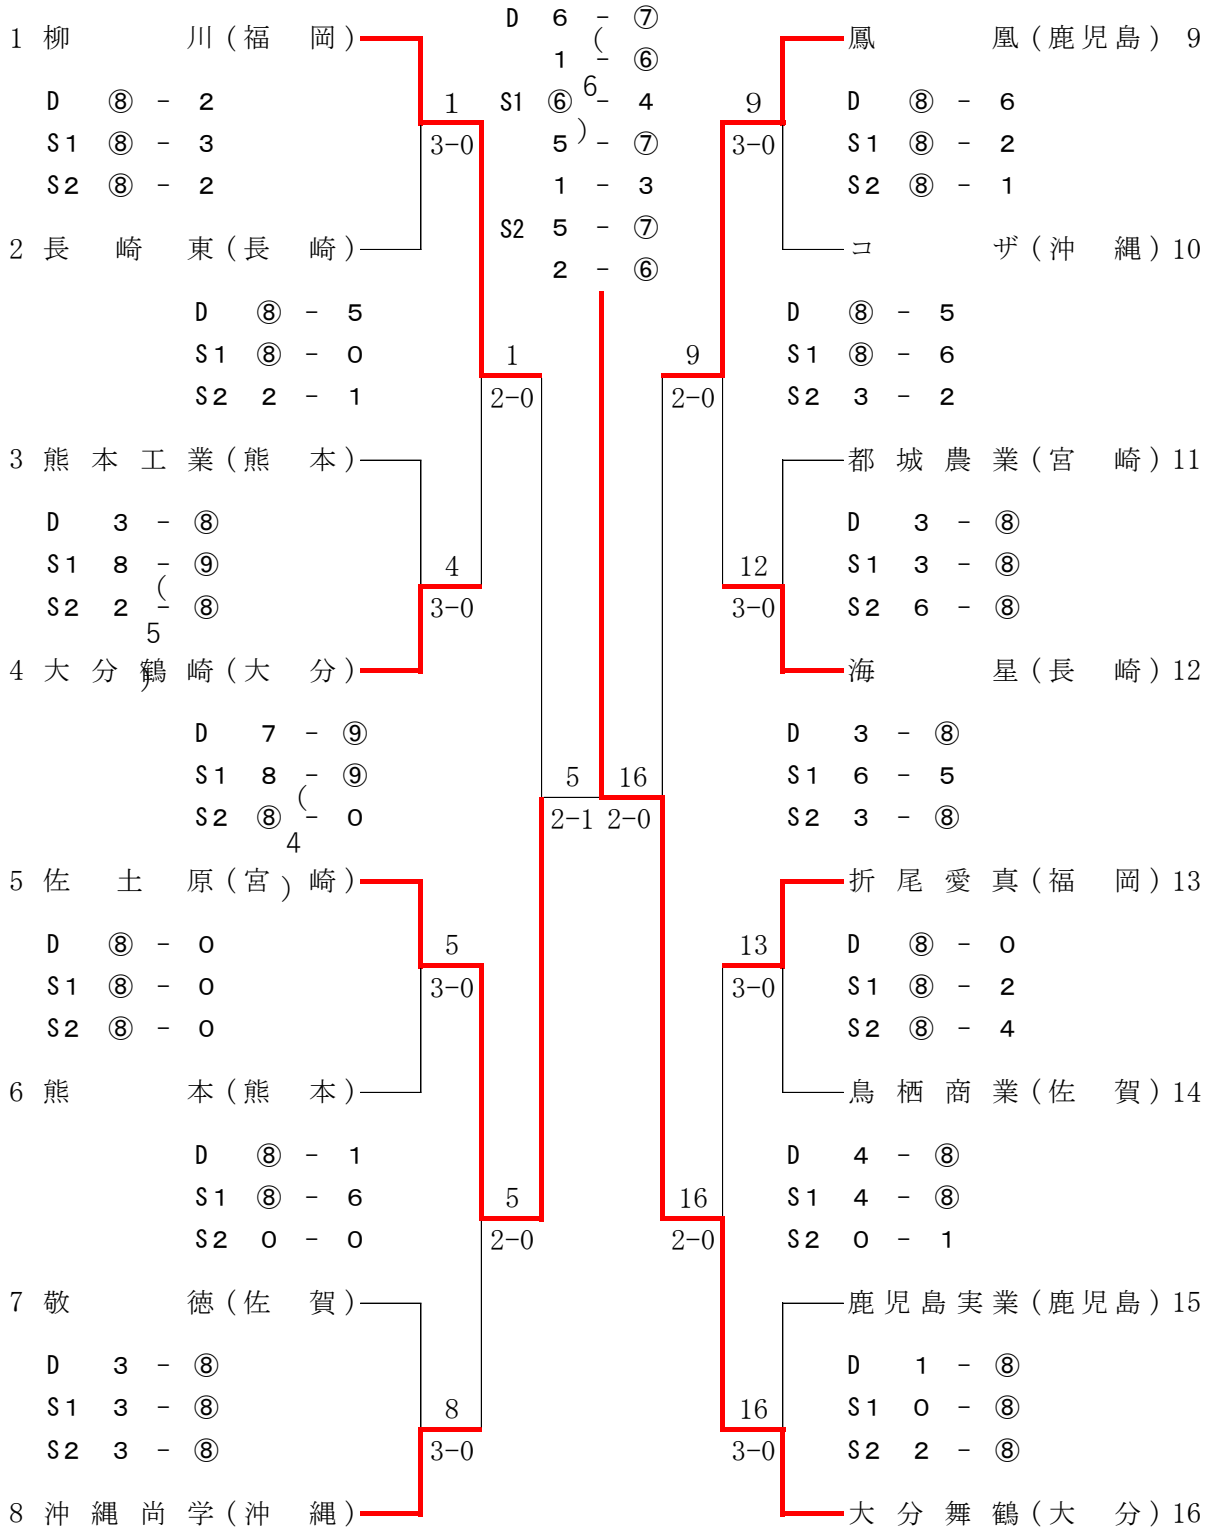 D 6 - ⑦
1 柳 川 ( 福 岡 )
鳳 凰 ( 鹿児島 ) 9
(
1 - ⑥
6
D ⑧ - 2
1
S1 ⑥ - 4
9
D ⑧ - 6
)
S1 ⑧ - 3
3-0
5 - ⑦
3-0
S1 ⑧ - 2
S2 ⑧ - 2
1 - 3
S2 ⑧ - 1
S2 5 - ⑦
2 長 崎 東 ( 長 崎 )
コ ザ ( 沖 縄 ) 10
2 - ⑥
D ⑧ - 5
D ⑧ - 5
S1 ⑧ - 0
1
9
S1 ⑧ - 6
S2 2 - 1
2-0
2-0
S2 3 - 2
3 熊 本 工 業 ( 熊 本 )
都 城 農 業 ( 宮 崎 ) 11
D 3 - ⑧
D 3 - ⑧
S1 8 - ⑨
4
12
S1 3 - ⑧
(
S2 2 - ⑧
3-0
3-0
S2 6 - ⑧
5
)
4 大 分 鶴 崎 ( 大 分 )
海 星 ( 長 崎 ) 12
D 7 - ⑨
D 3 - ⑧
S1 8 - ⑨
5
16
S1 6 - 5
(
S2 ⑧ - 0
2-1
2-0
S2 3 - ⑧
4
)
5 佐 土 原 ( 宮 崎 )
折 尾 愛 真 ( 福 岡 ) 13
D ⑧ - 0
5
13
D ⑧ - 0
S1 ⑧ - 0
3-0
3-0
S1 ⑧ - 2
S2 ⑧ - 0
S2 ⑧ - 4
6 熊 本 ( 熊 本 )
鳥 栖 商 業 ( 佐 賀 ) 14
D ⑧ - 1
D 4 - ⑧
S1 ⑧ - 6
5
16
S1 4 - ⑧
S2 0 - 0
2-0
2-0
S2 0 - 1
7 敬 徳 ( 佐 賀 )
鹿児島実業 ( 鹿児島 ) 15
D 3 - ⑧
D 1 - ⑧
S1 3 - ⑧
8
16
S1 0 - ⑧
S2 3 - ⑧
3-0
3-0
S2 2 - ⑧
8 沖 縄 尚 学 ( 沖 縄 )
大 分 舞 鶴 ( 大 分 ) 16